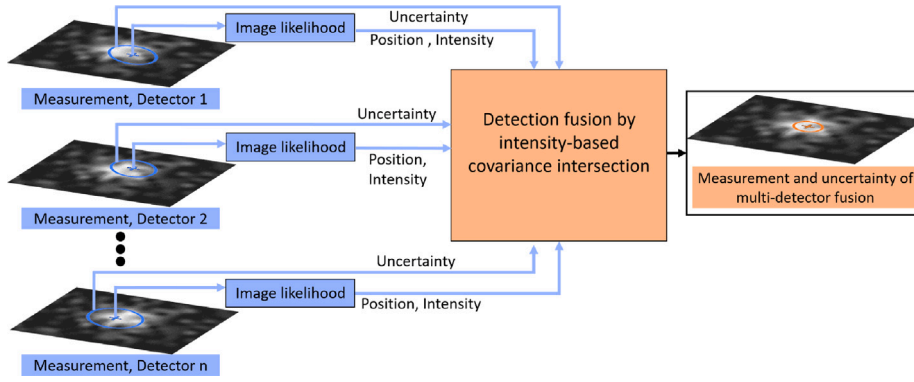 Uncertainty
Image likelihood
Position , Intensity
Measurement, Detector 1
Uncertainty
Image likelihood
Position,
Intensity
Measurement, Detector 2
Uncertainty
Image likelihood
Position, Intensity
Measurement, Detector n
Detection fusion by
intensity-based
covariance intersection
Measurement and uncertainty of
multi-detector fusion